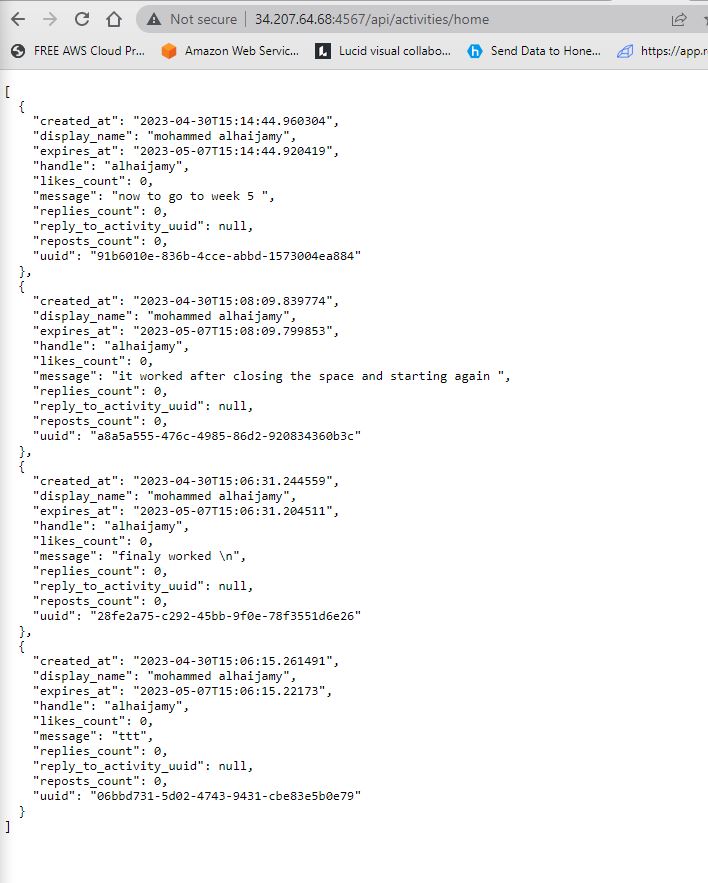 Not secure | 34.207.64.68:4567/api/activities/home
FREE AWS Cloud Pr... Amazon Web Servic... Lucid visual collabo... Send Data to Hone... https://app.r
[
  {
    "created_at": "2023-04-30T15:14:44.960304",
    "display_name": "mohammed alhaijamy",
    "expires_at": "2023-05-07T15:14:44.920419",
    "handle": "alhaijamy",
    "likes_count": 0,
    "message": "now to go to week 5 ",
    "replies_count": 0,
    "reply_to_activity_uuid": null,
    "reposts_count": 0,
    "uuid": "91b6010e-836b-4cce-abbd-1573004ea884"
  },
  {
    "created_at": "2023-04-30T15:08:09.839774",
    "display_name": "mohammed alhaijamy",
    "expires_at": "2023-05-07T15:08:09.799853",
    "handle": "alhaijamy",
    "likes_count": 0,
    "message": "it worked after closing the space and starting again ",
    "replies_count": 0,
    "reply_to_activity_uuid": null,
    "reposts_count": 0,
    "uuid": "a8a5a555-476c-4985-86d2-920834360b3c"
  },
  {
    "created_at": "2023-04-30T15:06:31.244559",
    "display_name": "mohammed alhaijamy",
    "expires_at": "2023-05-07T15:06:31.204511",
    "handle": "alhaijamy",
    "likes_count": 0,
    "message": "finaly worked \n",
    "replies_count": 0,
    "reply_to_activity_uuid": null,
    "reposts_count": 0,
    "uuid": "28fe2a75-c292-45bb-9f0e-78f3551d6e26"
  },
  {
    "created_at": "2023-04-30T15:06:15.261491",
    "display_name": "mohammed alhaijamy",
    "expires_at": "2023-05-07T15:06:15.22173",
    "handle": "alhaijamy",
    "likes_count": 0,
    "message": "ttt",
    "replies_count": 0,
    "reply_to_activity_uuid": null,
    "reposts_count": 0,
    "uuid": "06bbd731-5d02-4743-9431-cbe83e5b0e79"
  }
]